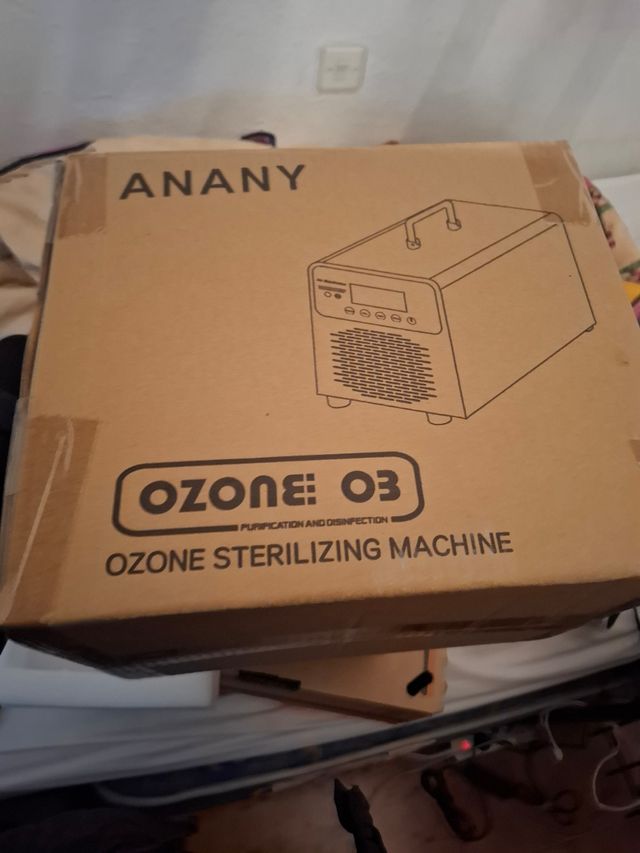 ANANY
OZONE: O3
PURIFICATION AND DISINFECTION
OZONE STERILIZING MACHINE